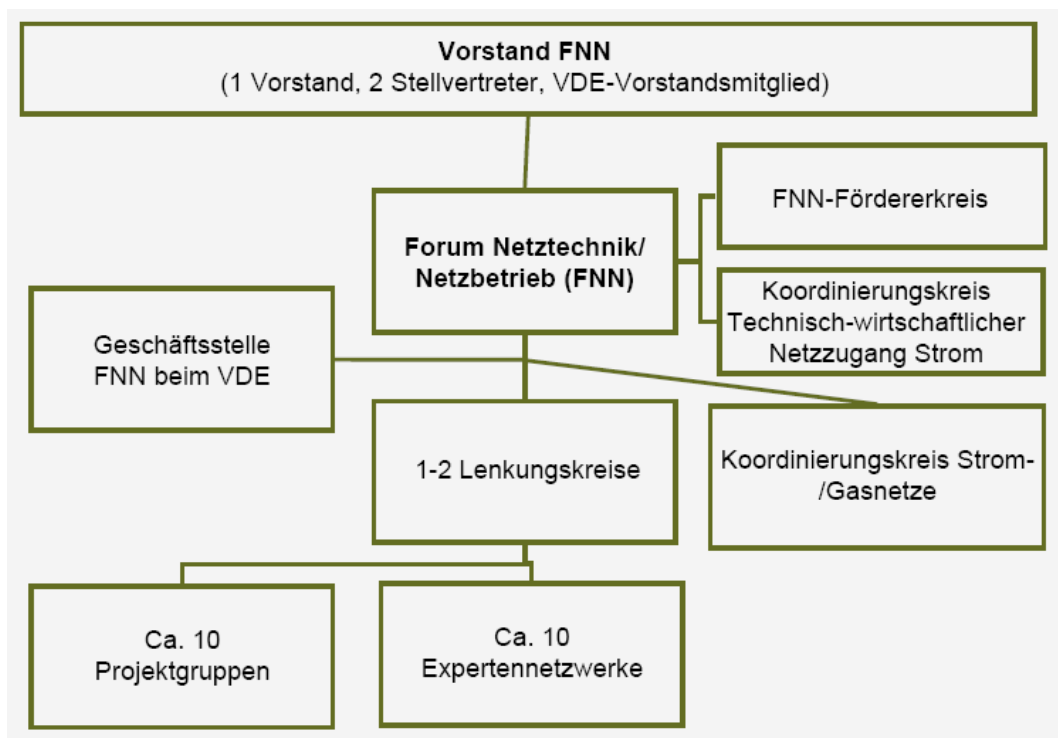 Vorstand FNN
(1 Vorstand, 2 Stellvertreter, VDE-Vorstandsmitglied)
FNN-Fördererkreis
Forum Netztechnik/
Netzbetrieb (FNN)
Koordinierungskreis
Technisch-wirtschaftlicher
Netzzugang Strom
Geschäftsstelle
FNN beim VDE
1-2 Lenkungskreise
Koordinierungskreis Strom-
/Gasnetze
Ca. 10
Projektgruppen
Ca. 10
Expertennetzwerke